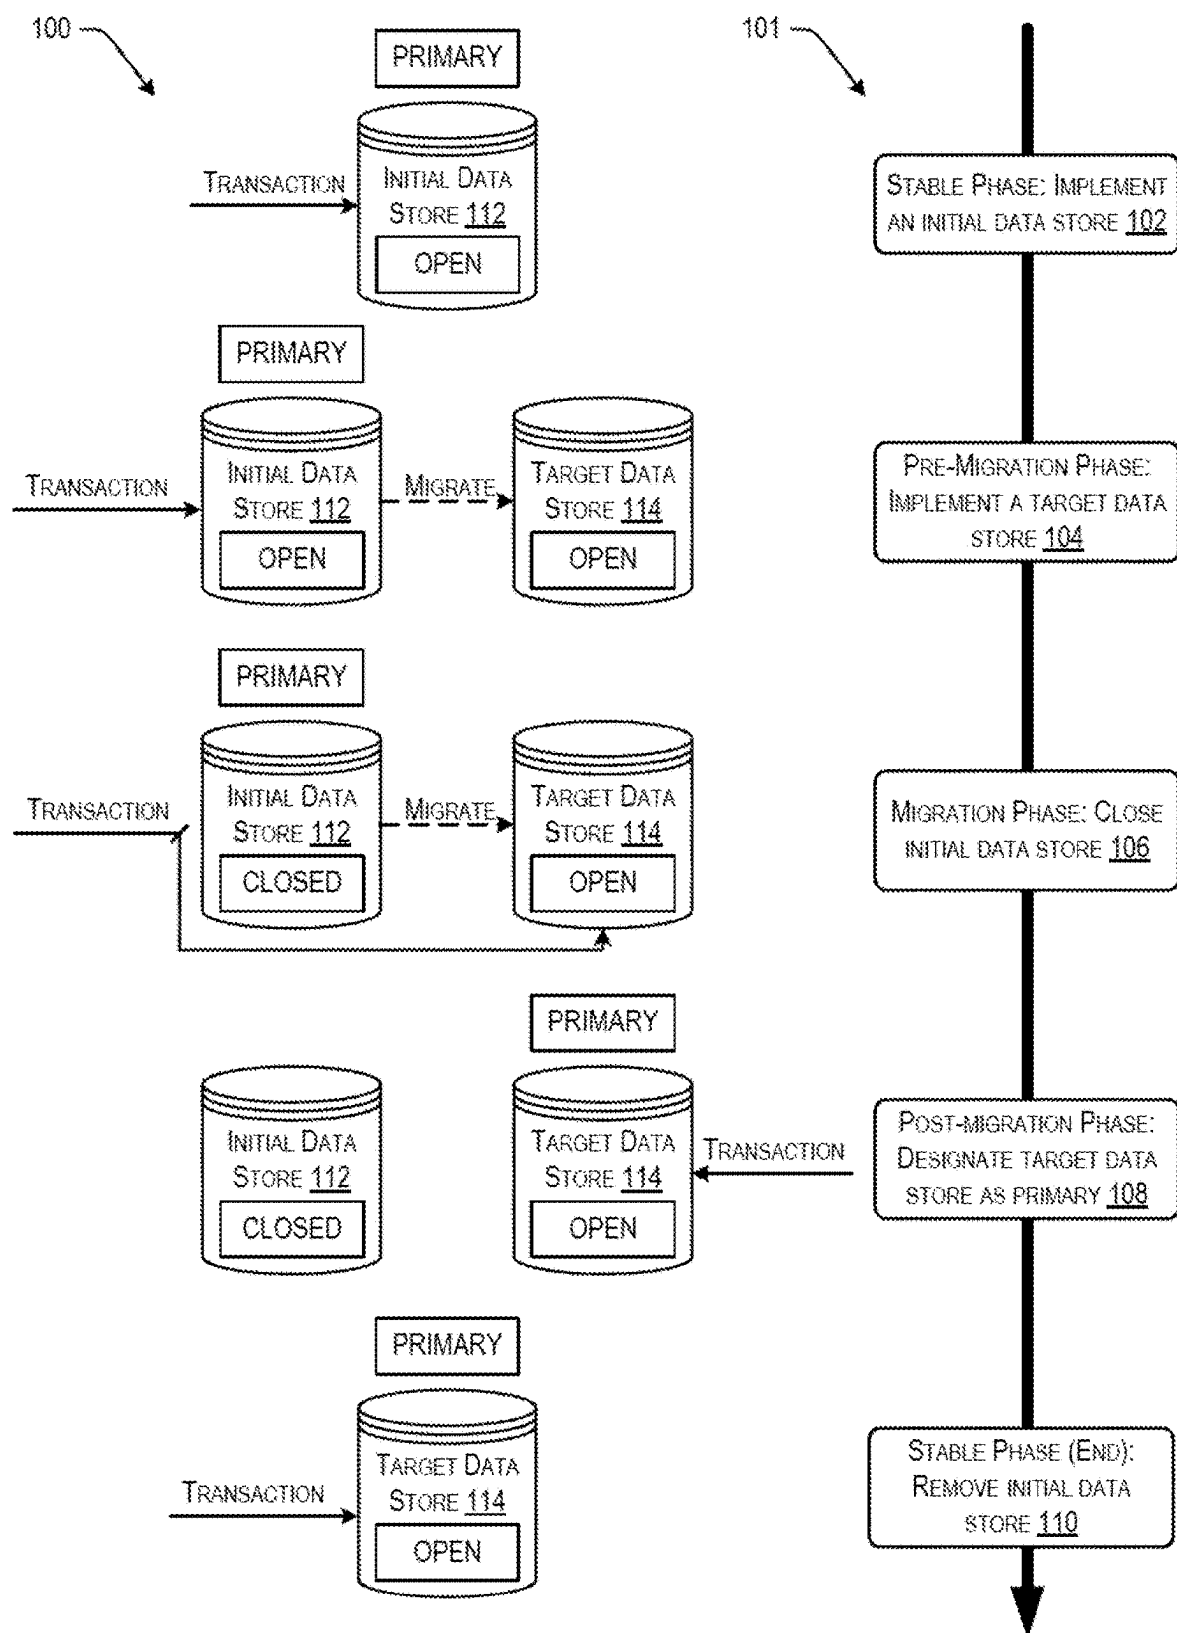 100
101
PRIMARY
TRANSACTION
INITIAL DATA
STORE 112
OPEN
STABLE PHASE: IMPLEMENT
AN INITIAL DATA STORE 102
PRIMARY
TRANSACTION
INITIAL DATA
STORE 112
OPEN
MIGRATE
TARGET DATA
STORE 114
OPEN
PRE-MIGRATION PHASE:
IMPLEMENT A TARGET DATA
STORE 104
PRIMARY
TRANSACTION
INITIAL DATA
STORE 112
CLOSED
MIGRATE
TARGET DATA
STORE 114
OPEN
MIGRATION PHASE: CLOSE
INITIAL DATA STORE 106
PRIMARY
INITIAL DATA
STORE 112
CLOSED
TARGET DATA
STORE 114
OPEN
TRANSACTION
POST-MIGRATION PHASE:
DESIGNATE TARGET DATA
STORE AS PRIMARY 108
PRIMARY
TRANSACTION
TARGET DATA
STORE 114
OPEN
STABLE PHASE (END):
REMOVE INITIAL DATA
STORE 110